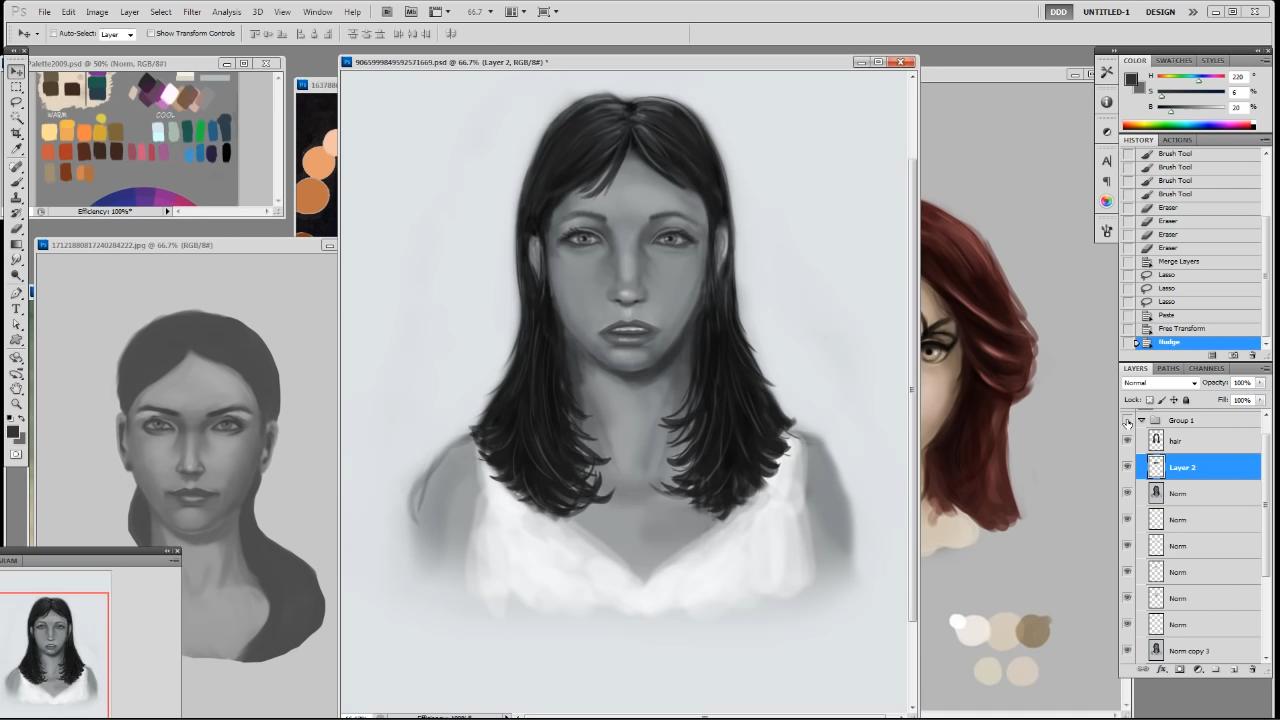 Ps File Edit Image Layer Select Filter Analysis 3D View Window Help Br Mb 66.7 DDD UNTITLED-1 DESIGN
Auto-Select: Layer Show Transform Controls
Palette2009.psd @ 50% (Norm, RGB/8#)
WARM COOL
Efficiency: 100%*
17121880817240284222.jpg @ 66.7% (RGB/8#)
9065999849592571669.psd @ 66.7% (Layer 2, RGB/8#) *
COLOR SWATCHES STYLES
H 220 °
S 6 %
B 20 %
HISTORY ACTIONS
Brush Tool
Brush Tool
Brush Tool
Brush Tool
Eraser
Eraser
Eraser
Eraser
Merge Layers
Lasso
Lasso
Lasso
Paste
Free Transform
Nudge
LAYERS PATHS CHANNELS
Normal Opacity: 100%
Lock: Fill: 100%
Group 1
hair
Layer 2
Norm
Norm
Norm
Norm
Norm
Norm
Norm copy 3